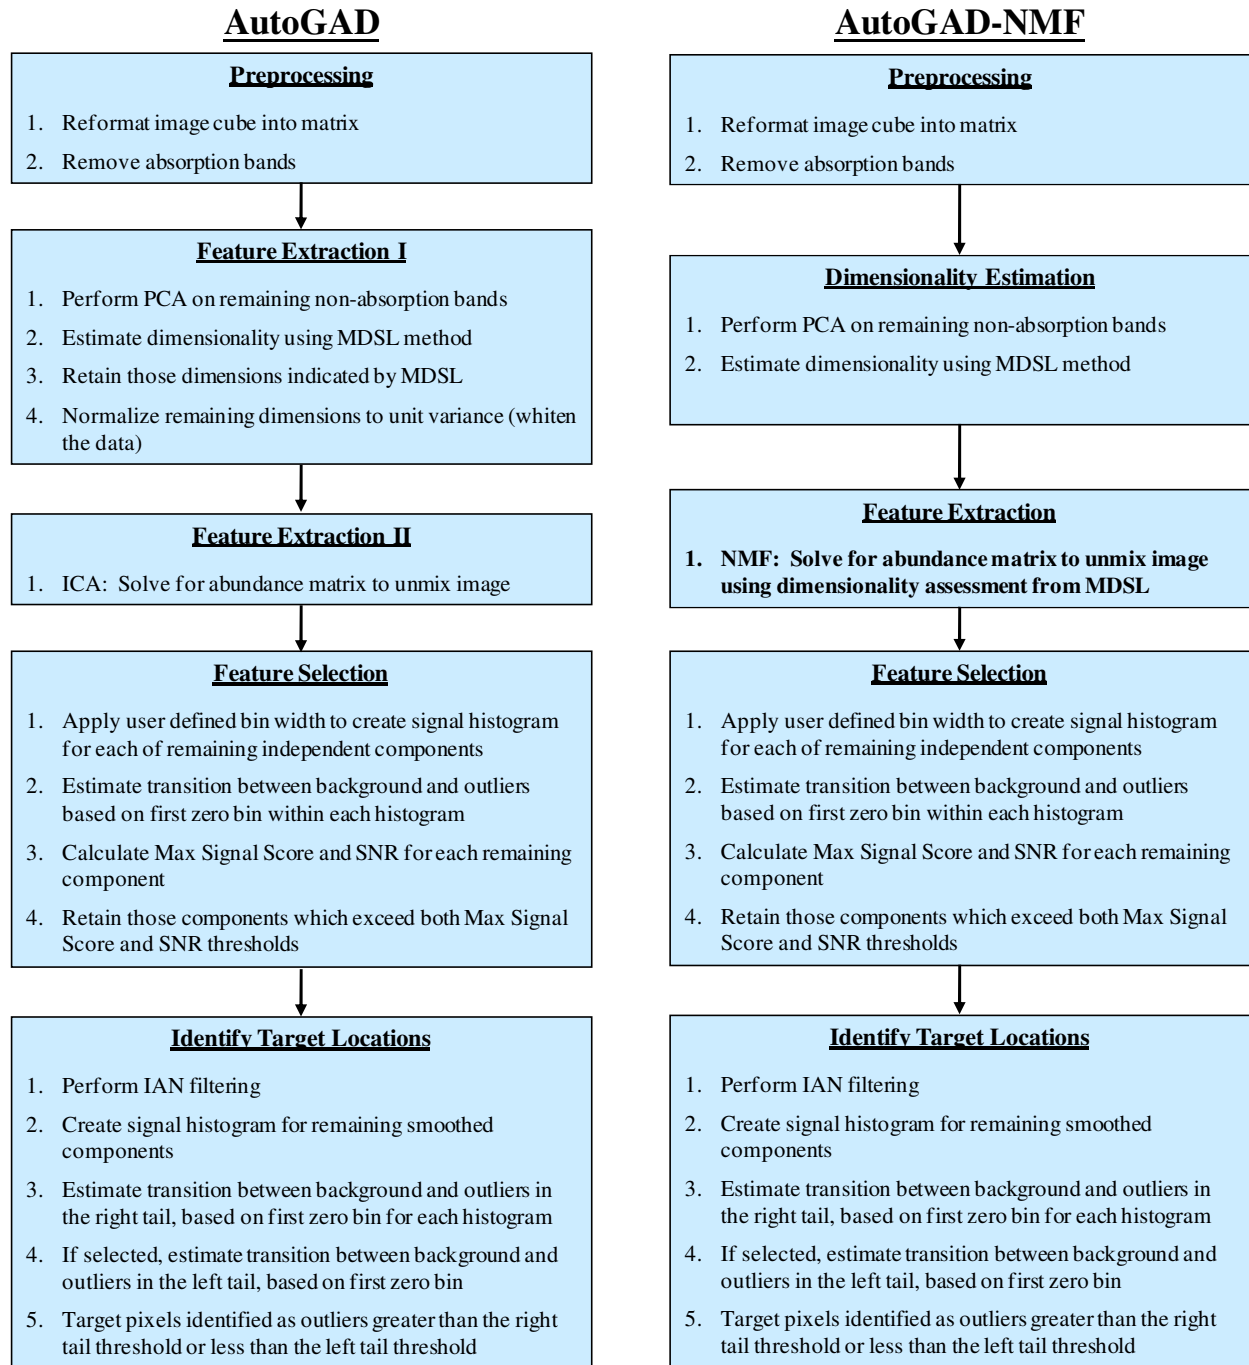 AutoGAD
Preprocessing
1. Reformat image cube into matrix
2. Remove absorption bands
Feature Extraction I
1. Perform PCA on remaining non-absorption bands
2. Estimate dimensionality using MDSL method
3. Retain those dimensions indicated by MDSL
4. Normalize remaining dimensions to unit variance (whiten
the data)
Feature Extraction II
1. ICA: Solve for abundance matrix to unmix image
Feature Selection
1. Apply user defined bin width to create signal histogram
for each of remaining independent components
2. Estimate transition between background and outliers
based on first zero bin within each histogram
3. Calculate Max Signal Score and SNR for each remaining
component
4. Retain those components which exceed both Max Signal
Score and SNR thresholds
Identify Target Locations
1. Perform IAN filtering
2. Create signal histogram for remaining smoothed
components
3. Estimate transition between background and outliers in
the right tail, based on first zero bin for each histogram
4. If selected, estimate transition between background and
outliers in the left tail, based on first zero bin
5. Target pixels identified as outliers greater than the right
tail threshold or less than the left tail threshold
AutoGAD-NMF
Preprocessing
1. Reformat image cube into matrix
2. Remove absorption bands
Dimensionality Estimation
1. Perform PCA on remaining non-absorption bands
2. Estimate dimensionality using MDSL method
Feature Extraction
1. NMF: Solve for abundance matrix to unmix image
using dimensionality assessment from MDSL
Feature Selection
1. Apply user defined bin width to create signal histogram
for each of remaining independent components
2. Estimate transition between background and outliers
based on first zero bin within each histogram
3. Calculate Max Signal Score and SNR for each remaining
component
4. Retain those components which exceed both Max Signal
Score and SNR thresholds
Identify Target Locations
1. Perform IAN filtering
2. Create signal histogram for remaining smoothed
components
3. Estimate transition between background and outliers in
the right tail, based on first zero bin for each histogram
4. If selected, estimate transition between background and
outliers in the left tail, based on first zero bin
5. Target pixels identified as outliers greater than the right
tail threshold or less than the left tail threshold